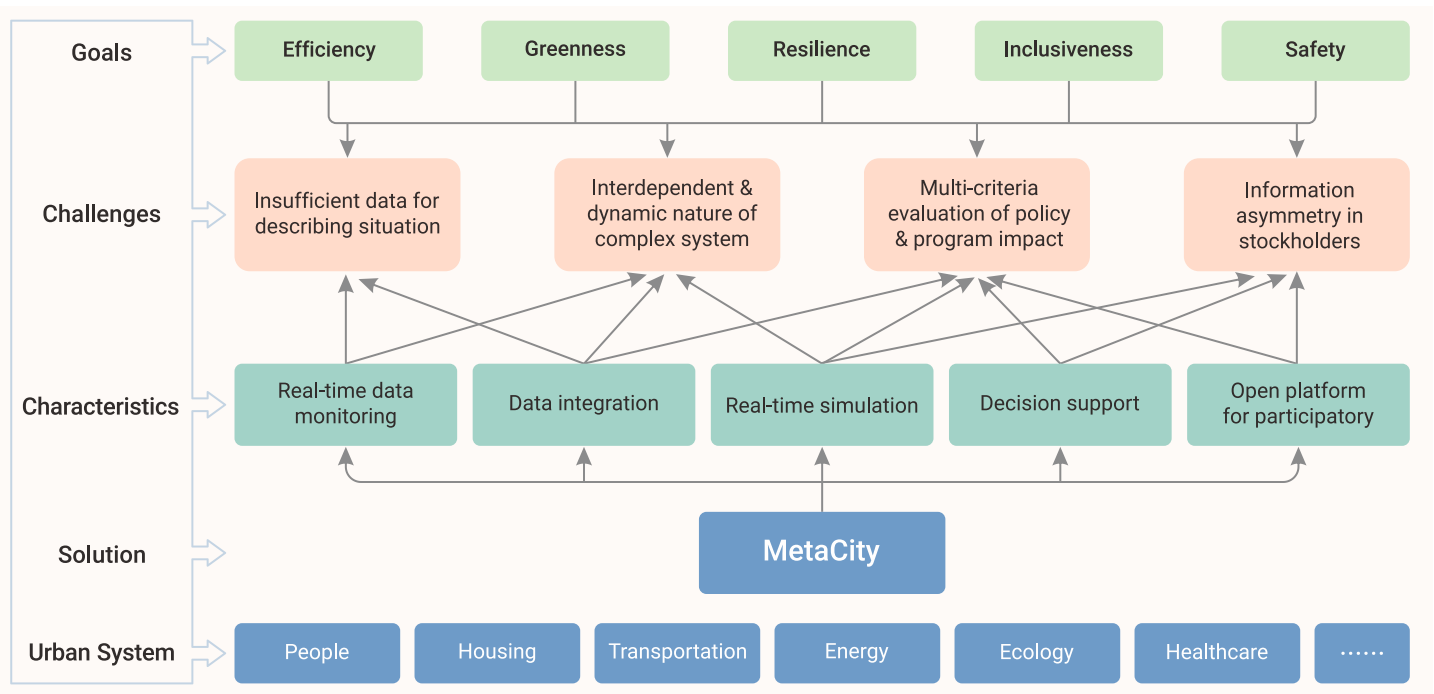 Goals
Efficiency
Greenness
Resilience
Inclusiveness
Safety
Challenges
Insufficient data for
describing situation
Interdependent &
dynamic nature of
complex system
Multi-criteria
evaluation of policy
& program impact
Information
asymmetry in
stockholders
Characteristics
Real-time data
monitoring
Data integration
Real-time simulation
Decision support
Open platform
for participatory
Solution
MetaCity
Urban System
People
Housing
Transportation
Energy
Ecology
Healthcare
......